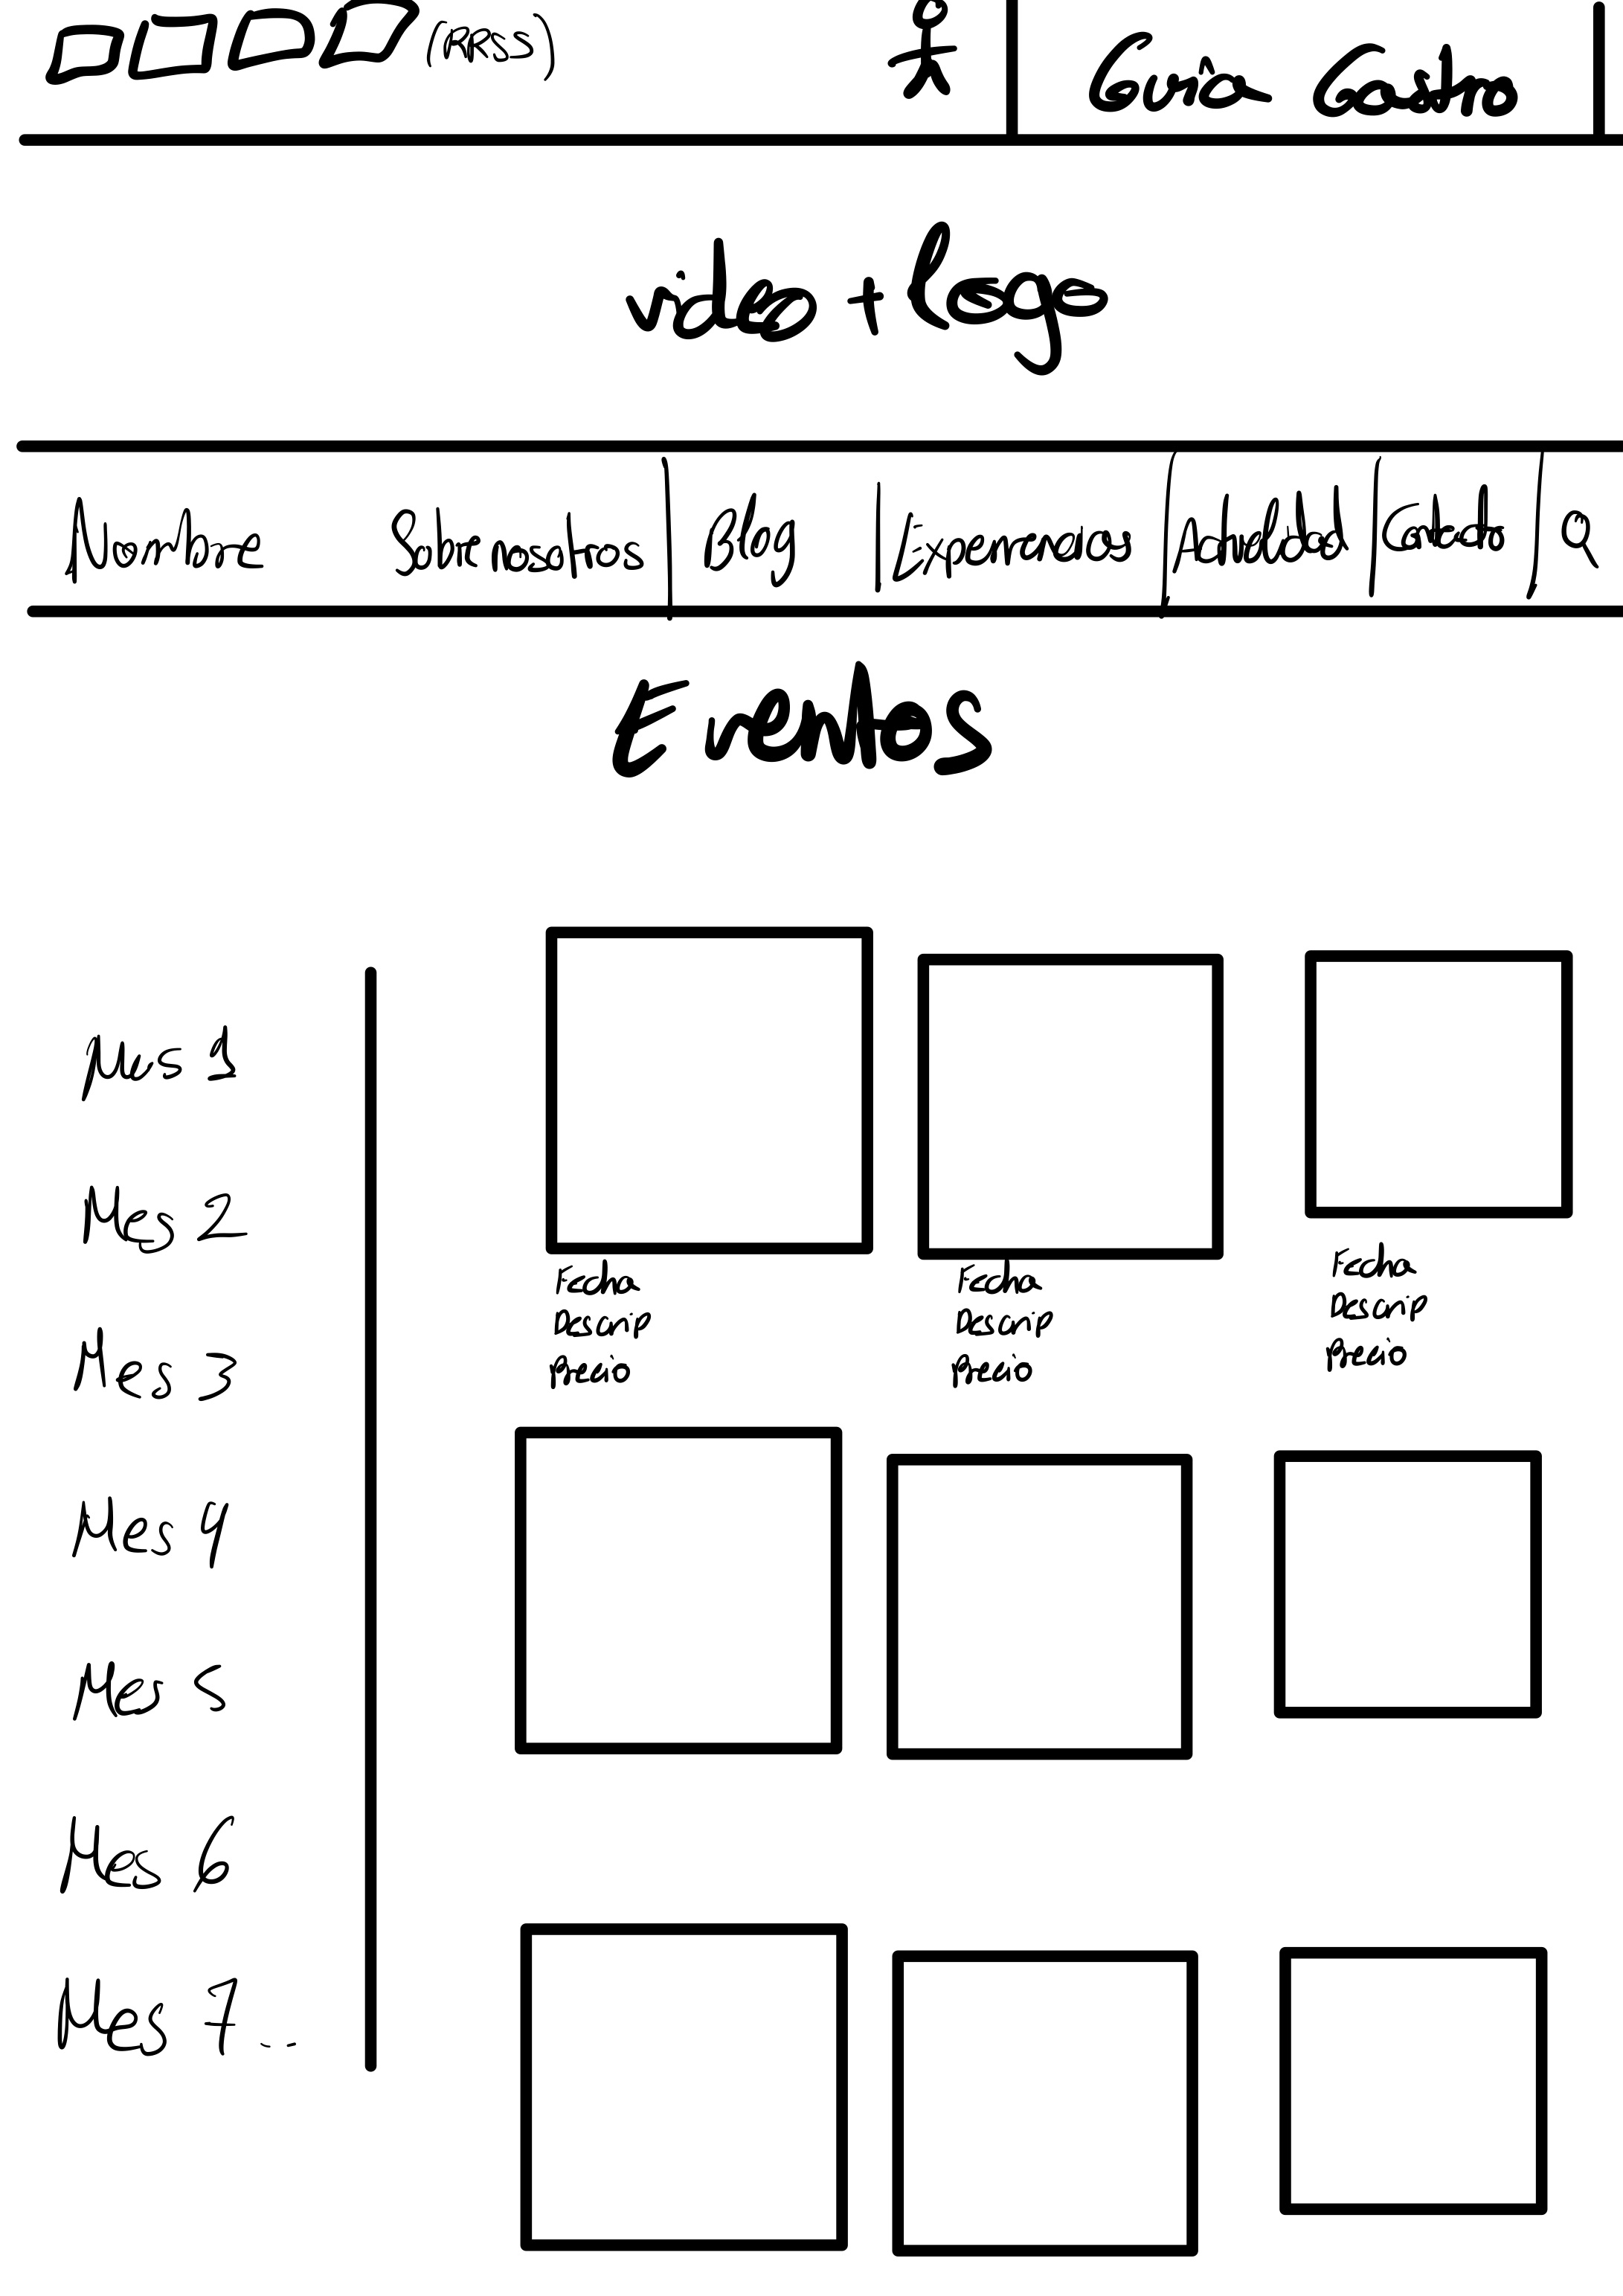 (RRSS)
Guía Gastro
video + logo
Nombre Sobre nosotros Blog Experiencias Actividad Contacto
Eventos
Mes 1
Mes 2
Mes 3
Mes 4
Mes 5
Mes 6
Mes 7 ..
Fecha
Descrip
precio
Fecha
Descrip
precio
Fecha
Descrip
precio